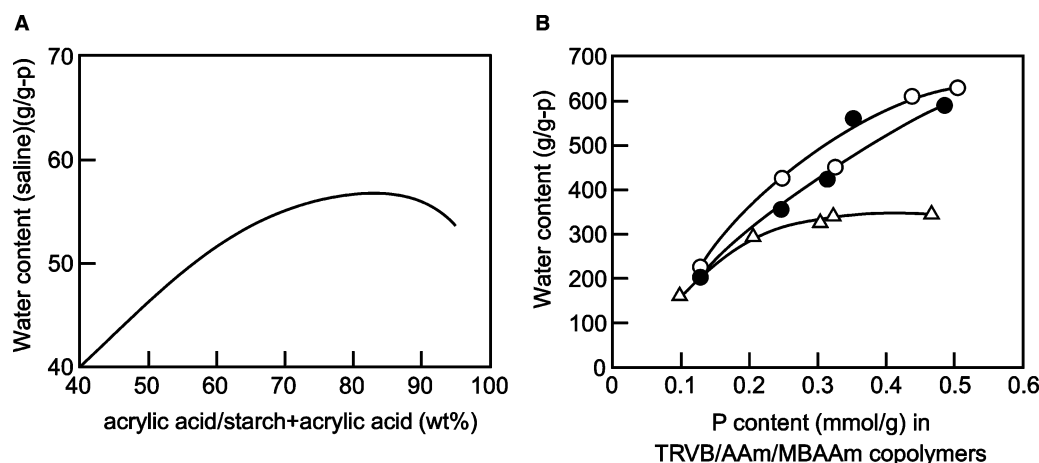 A
Water content (saline)(g/g-p)
70
60
50
40
40 50 60 70 80 90 100
acrylic acid/starch+acrylic acid (wt%)
B
Water content (g/g-p)
700
600
500
400
300
200
100
0
0 0.1 0.2 0.3 0.4 0.5 0.6
P content (mmol/g) in
TRVB/AAm/MBAAm copolymers